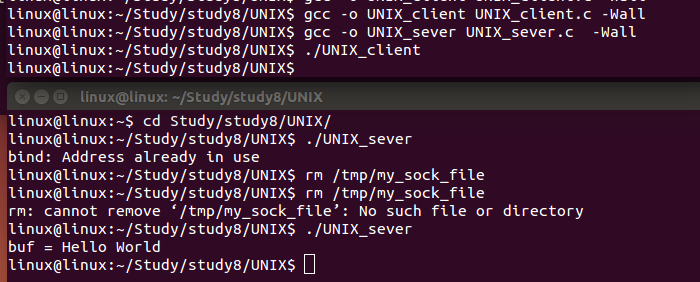 linux@linux:~/Study/study8/UNIX$ gcc -o UNIX_client UNIX_client.c -Wall
linux@linux:~/Study/study8/UNIX$ gcc -o UNIX_sever UNIX_sever.c  -Wall
linux@linux:~/Study/study8/UNIX$ ./UNIX_client
linux@linux:~/Study/study8/UNIX$
linux@linux: ~/Study/study8/UNIX
linux@linux:~$ cd Study/study8/UNIX/
linux@linux:~/Study/study8/UNIX$ ./UNIX_sever
bind: Address already in use
linux@linux:~/Study/study8/UNIX$ rm /tmp/my_sock_file
linux@linux:~/Study/study8/UNIX$ rm /tmp/my_sock_file
rm: cannot remove ‘/tmp/my_sock_file’: No such file or directory
linux@linux:~/Study/study8/UNIX$ ./UNIX_sever
buf = Hello World
linux@linux:~/Study/study8/UNIX$